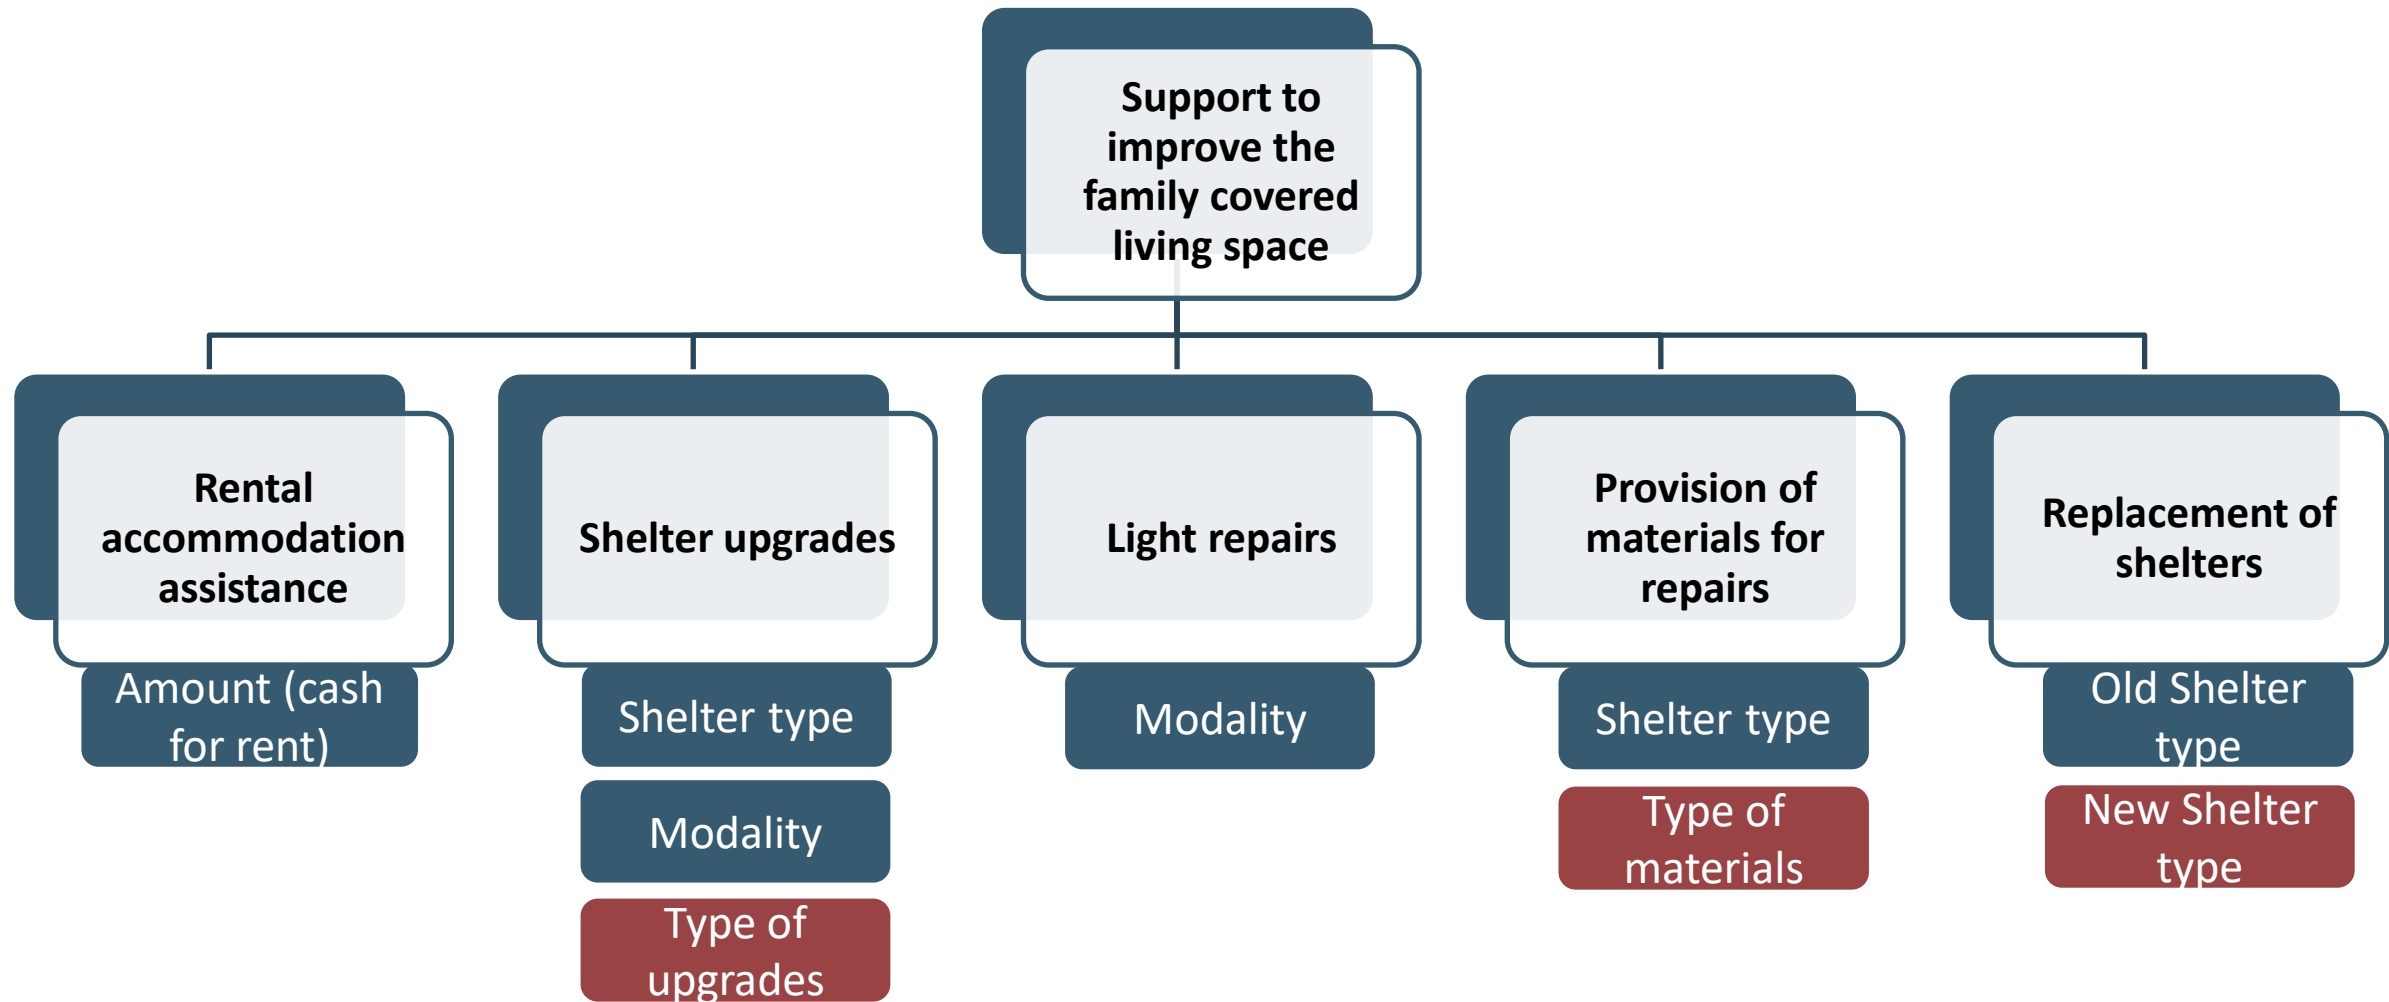 Support to
improve the
family covered
living space
Rental
accommodation
assistance
Shelter upgrades
Light repairs
Provision of
materials for
repairs
Replacement of
shelters
Amount (cash
for rent)
Shelter type
Modality
Type of
upgrades
Modality
Shelter type
Type of
materials
Old Shelter
type
New Shelter
type